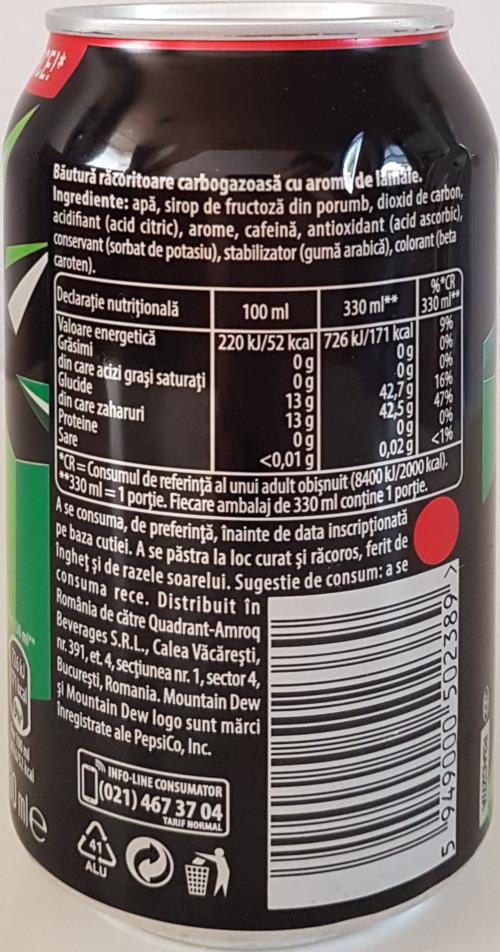 CE!*
Băutură răcoritoare carbogazoasă cu aromă de lămâie.
Ingrediente: apă, sirop de fructoză din porumb, dioxid de carbon,
acidifiant (acid citric), arome, cafeină, antioxidant (acid ascorbic),
conservant (sorbat de potasiu), stabilizator (gumă arabică), colorant (beta
caroten).
Declarație nutrițională 100 ml 330 ml** %*CR 330 ml**
Valoare energetică 220 kJ/52 kcal 726 kJ/171 kcal 9%
Grăsimi 0 g 0 g 0%
din care acizi grași saturați 0 g 0 g 0%
Glucide 13 g 42,7 g 16%
din care zaharuri 13 g 42,5 g 47%
Proteine 0 g 0 g 0%
Sare <0,01 g 0,02 g <1%
*CR = Consumul de referință al unui adult obișnuit (8400 kJ/2000 kcal).
**330 ml = 1 porție. Fiecare ambalaj de 330 ml conține 1 porție.
A se consuma, de preferință, înainte de data inscripționată
pe baza cutiei. A se păstra la loc curat și răcoros, ferit de
îngheț și de razele soarelui. Sugestie de consum: a se
consuma rece. Distribuit în
România de către Quadrant-Amroq
Beverages S.R.L., Calea Văcărești,
nr. 391, et. 4, secțiunea nr. 1, sector 4,
București, Romania. Mountain Dew
și Mountain Dew logo sunt mărci
înregistrate ale PepsiCo, Inc.
INFO-LINE CONSUMATOR
(021) 467 37 04
TARIF NORMAL
41
ALU
5 949000 502389 >
ml e